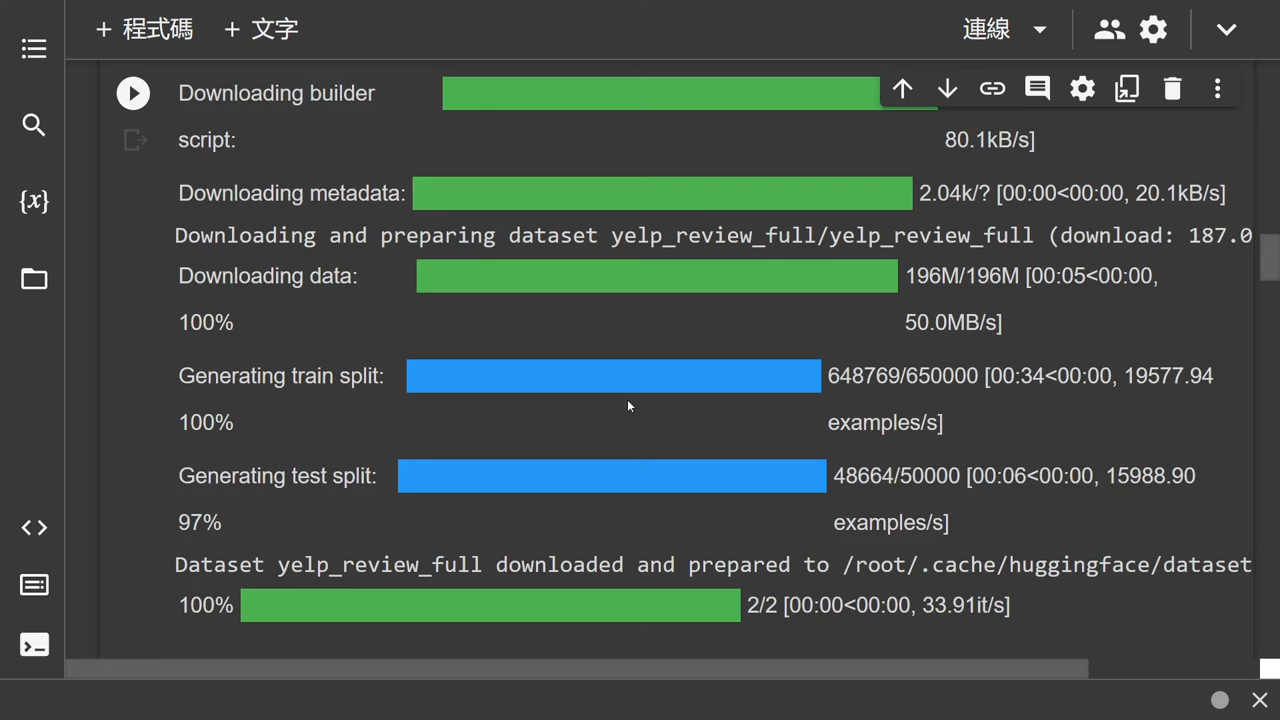 + 程式碼 + 文字 連線
Downloading builder
script: 80.1kB/s]
Downloading metadata: 2.04k/? [00:00<00:00, 20.1kB/s]
Downloading and preparing dataset yelp_review_full/yelp_review_full (download: 187.0
Downloading data: 196M/196M [00:05<00:00,
100% 50.0MB/s]
Generating train split: 648769/650000 [00:34<00:00, 19577.94
100% examples/s]
Generating test split: 48664/50000 [00:06<00:00, 15988.90
97% examples/s]
Dataset yelp_review_full downloaded and prepared to /root/.cache/huggingface/dataset
100% 2/2 [00:00<00:00, 33.91it/s]